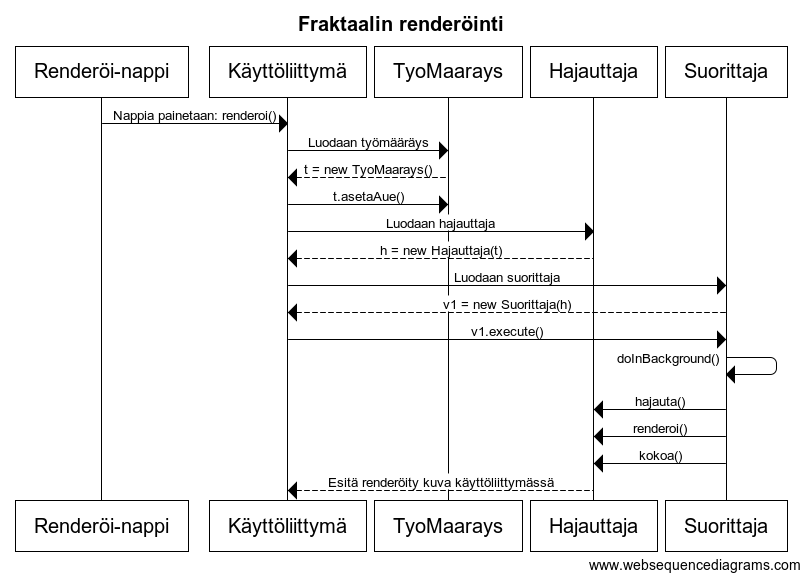 Fraktaalin renderöinti
Renderöi-nappi
Käyttöliittymä
TyoMaarays
Hajauttaja
Suorittaja
Nappia painetaan: renderoi()
Luodaan työmääräys
t = new TyoMaarays()
t.asetaAue()
Luodaan hajauttaja
h = new Hajauttaja(t)
Luodaan suorittaja
v1 = new Suorittaja(h)
v1.execute()
doInBackground()
hajauta()
renderoi()
kokoa()
Esitä renderöity kuva käyttöliittymässä
Renderöi-nappi
Käyttöliittymä
TyoMaarays
Hajauttaja
Suorittaja
www.websequencediagrams.com